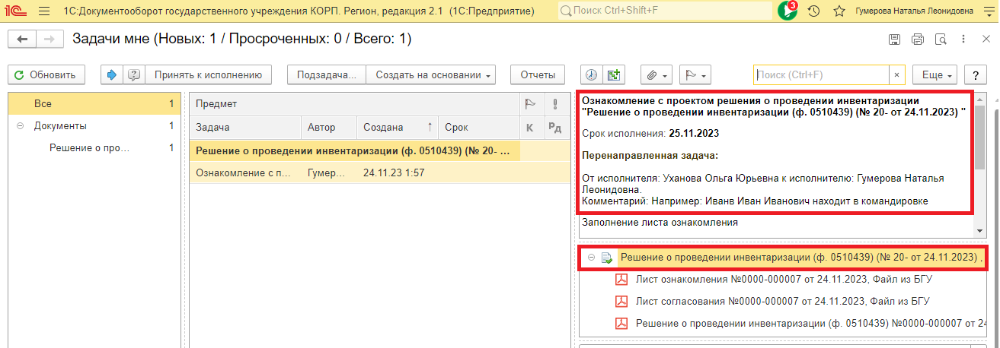 1С:Документооборот государственного учреждения КОРП. Регион, редакция 2.1 (1С:Предприятие)
Поиск Ctrl+Shift+F
3
Гумерова Наталья Леонидовна
Задачи мне (Новых: 1 / Просроченных: 0 / Всего: 1)
Обновить
Принять к исполнению
Подзадача...
Создать на основании
Отчеты
Поиск (Ctrl+F)
×
Еще
?
Все 1
Документы 1
Решение о про... 1
Предмет
Задача Автор Создана ↑ Срок К Рд
Решение о проведении инвентаризации (ф. 0510439) (№ 20- ...
Ознакомление с п... Гумер... 24.11.23 1:57
Ознакомление с проектом решения о проведении инвентаризации
"Решение о проведении инвентаризации (ф. 0510439) (№ 20- от 24.11.2023) "
Срок исполнения: 25.11.2023
Перенаправленная задача:
От исполнителя: Уханова Ольга Юрьевна к исполнителю: Гумерова Наталья
Леонидовна.
Комментарий: Например: Иванв Иван Иванович находит в командировке
Заполнение листа ознакомления
Решение о проведении инвентаризации (ф. 0510439) (№ 20- от 24.11.2023) ,
Лист ознакомления №0000-000007 от 24.11.2023, Файл из БГУ
Лист согласования №0000-000007 от 24.11.2023, Файл из БГУ
Решение о проведении инвентаризации (ф. 0510439) №0000-000007 от 24